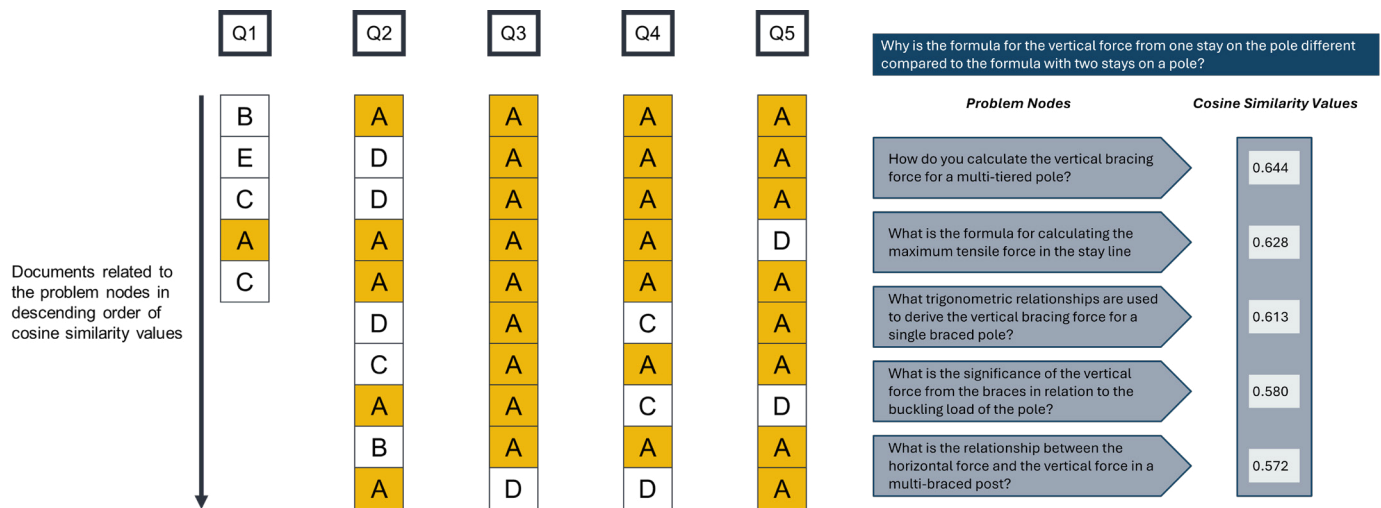 Q1
Q2
Q3
Q4
Q5
Documents related to
the problem nodes in
descending order of
cosine similarity values
B
E
C
A
C
A
D
D
A
A
D
C
A
B
A
A
A
A
A
A
A
A
A
A
D
A
A
A
A
A
C
A
C
A
D
A
A
A
D
A
A
A
D
A
A
Why is the formula for the vertical force from one stay on the pole different
compared to the formula with two stays on a pole?
Problem Nodes
Cosine Similarity Values
How do you calculate the vertical bracing
force for a multi-tiered pole?
0.644
What is the formula for calculating the
maximum tensile force in the stay line
0.628
What trigonometric relationships are used
to derive the vertical bracing force for a
single braced pole?
0.613
What is the significance of the vertical
force from the braces in relation to the
buckling load of the pole?
0.580
What is the relationship between the
horizontal force and the vertical force in a
multi-braced post?
0.572